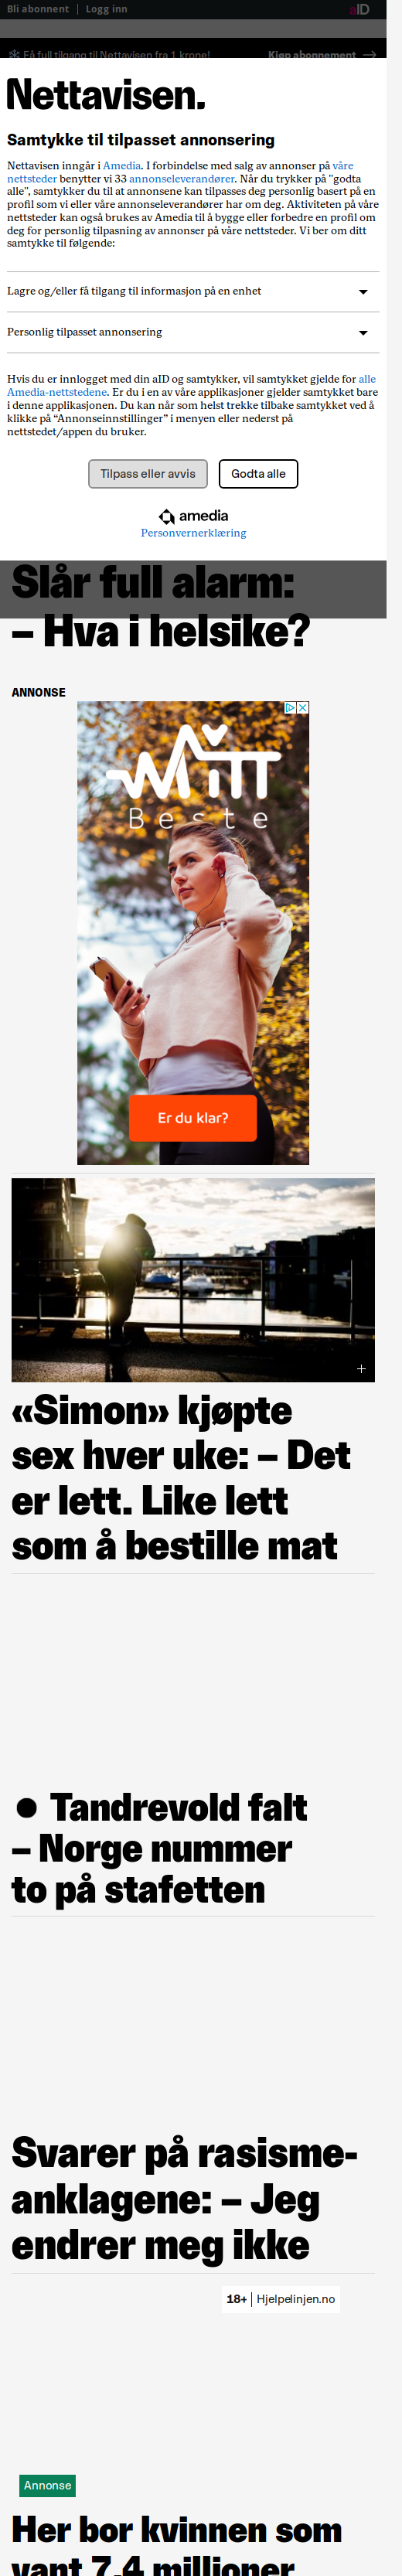 Bli abonnent | Logg inn
aID
Få full tilgang til Nettavisen fra 1 krone!
Kjøp abonnement
Nettavisen.
Samtykke til tilpasset annonsering
Nettavisen inngår i Amedia. I forbindelse med salg av annonser på våre
nettsteder benytter vi 33 annonseleverandører. Når du trykker på "godta
alle", samtykker du til at annonsene kan tilpasses deg personlig basert på en
profil som vi eller våre annonseleverandører har om deg. Aktiviteten på våre
nettsteder kan også brukes av Amedia til å bygge eller forbedre en profil om
deg for personlig tilpasning av annonser på våre nettsteder. Vi ber om ditt
samtykke til følgende:
Lagre og/eller få tilgang til informasjon på en enhet
Personlig tilpasset annonsering
Hvis du er innlogget med din aID og samtykker, vil samtykket gjelde for alle
Amedia-nettstedene. Er du i en av våre applikasjoner gjelder samtykket bare
i denne applikasjonen. Du kan når som helst trekke tilbake samtykket ved å
klikke på “Annonseinnstillinger” i menyen eller nederst på
nettstedet/appen du bruker.
Tilpass eller avvis
Godta alle
amedia
Personvernerklæring
Slår full alarm:
– Hva i helsike?
ANNONSE
MITT
Beste
Er du klar?
«Simon» kjøpte
sex hver uke: – Det
er lett. Like lett
som å bestille mat
Tandrevold falt
– Norge nummer
to på stafetten
Svarer på rasisme-
anklagene: – Jeg
endrer meg ikke
18+ | Hjelpelinjen.no
Annonse
Her bor kvinnen som
vant 7,4 millioner